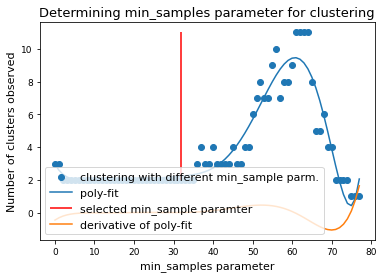 Determining min_samples parameter for clustering
Number of clusters observed
10
8
6
4
2
0
clustering with different min_sample parm.
poly-fit
selected min_sample paramter
derivative of poly-fit
0 10 20 30 40 50 60 70 80
min_samples parameter